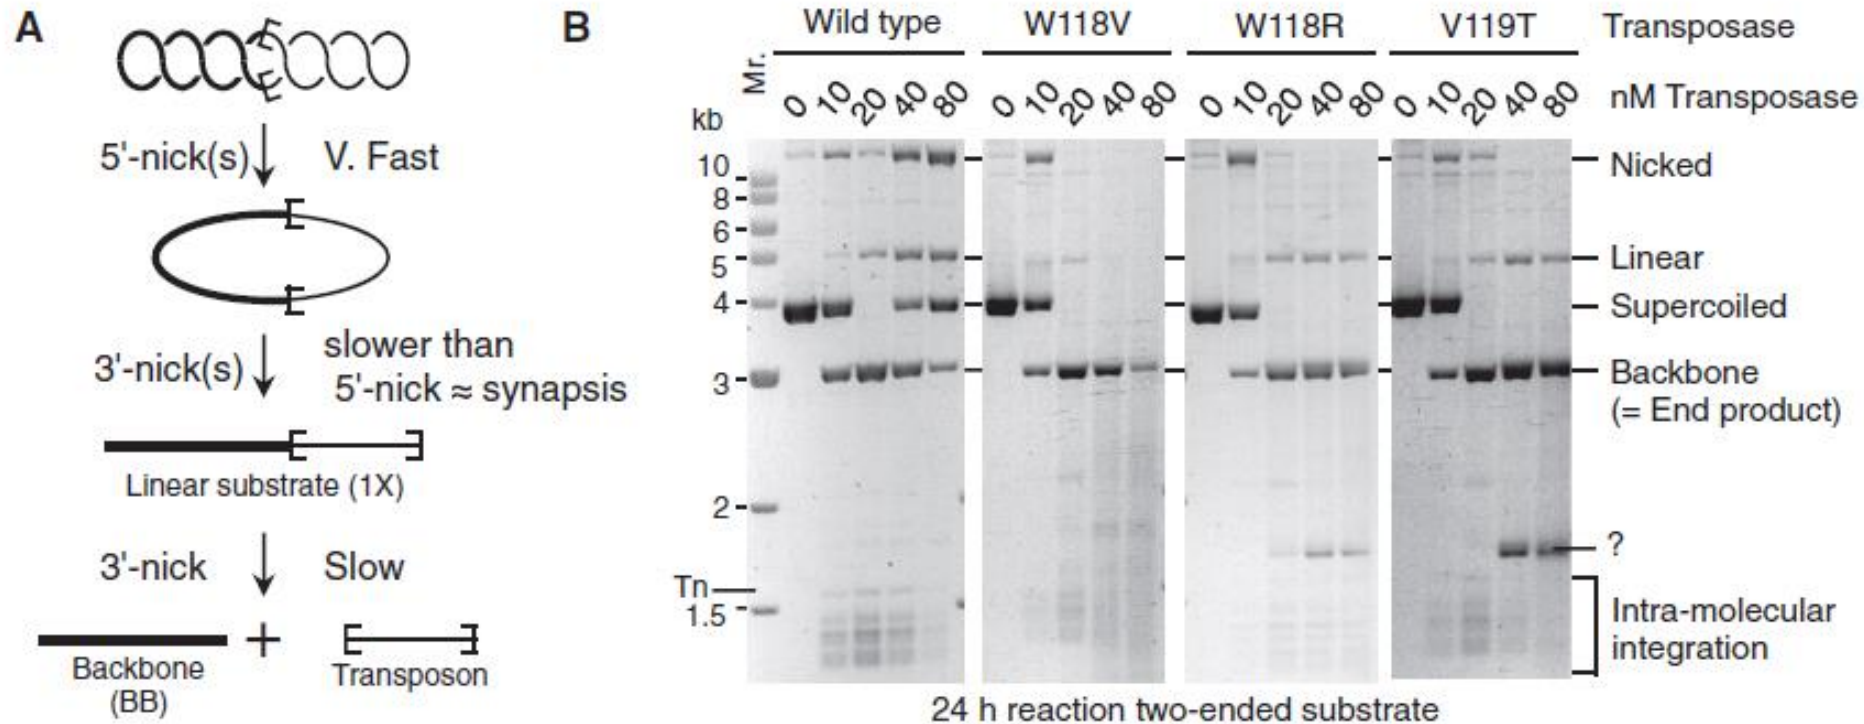 A
5'-nick(s) V. Fast
3'-nick(s) slower than
5'-nick ≈ synapsis
Linear substrate (1X)
3'-nick Slow
+
Backbone
(BB)
Transposon
B
Wild type W118V W118R V119T Transposase
Mr.
0 10 20 40 80 0 10 20 40 80 0 10 20 40 80 0 10 20 40 80 nM Transposase
kb
10
8
6
5
4
3
2
Tn
1.5
Nicked
Linear
Supercoiled
Backbone
(= End product)
?
Intra-molecular
integration
24 h reaction two-ended substrate